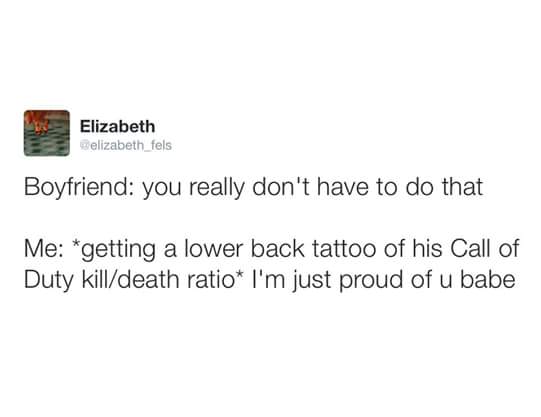 Elizabeth
@elizabeth_fels
Boyfriend: you really don't have to do that
Me: *getting a lower back tattoo of his Call of
Duty kill/death ratio* I'm just proud of u babe